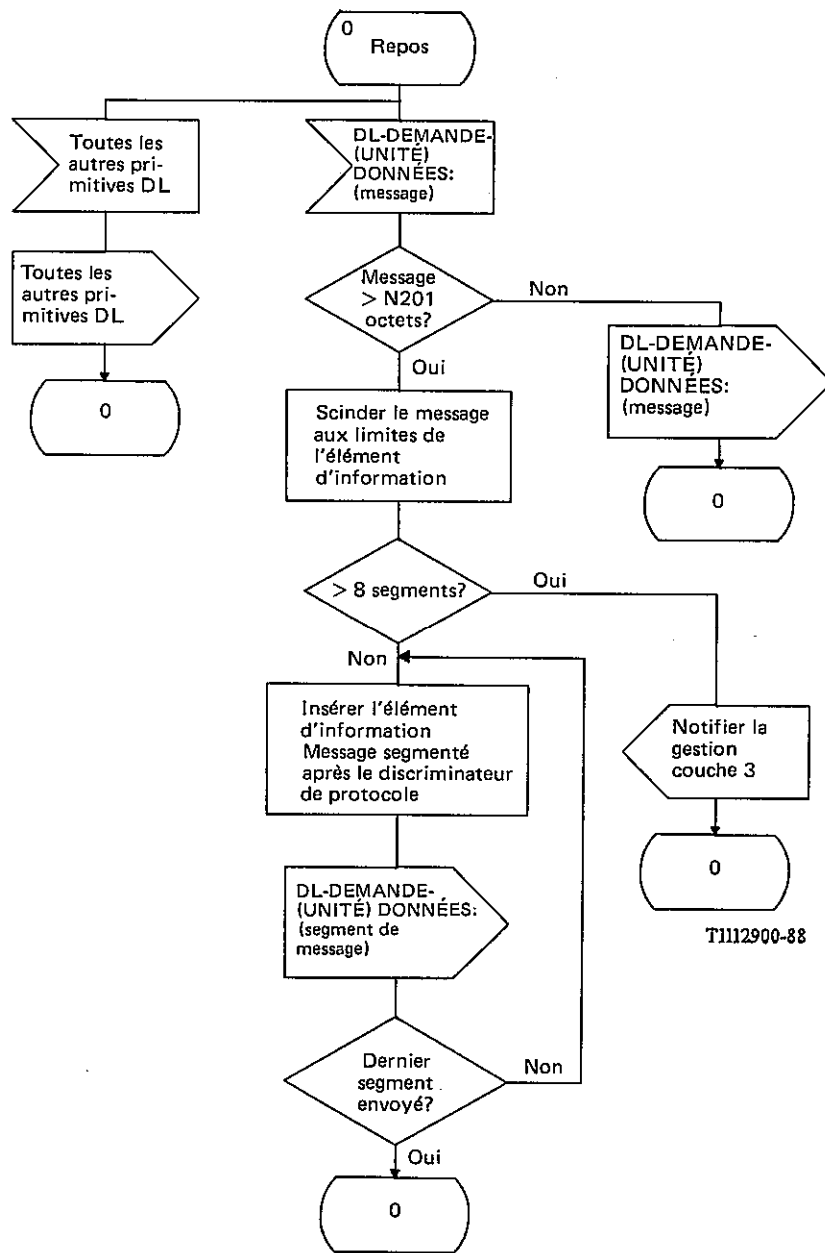 0
Repos
Toutes les
autres pri-
mitives DL
DL-DEMANDE-
(UNITÉ)
DONNÉES:
(message)
Toutes les
autres pri-
mitives DL
Message
> N201
octets?
Non
Oui
DL-DEMANDE-
(UNITÉ)
DONNÉES:
(message)
0
Scinder le message
aux limites de
l'élément
d'information
0
> 8 segments?
Oui
Non
Insérer l'élément
d'information
Message segmenté
après le discriminateur
de protocole
Notifier la
gestion
couche 3
0
DL-DEMANDE-
(UNITÉ) DONNÉES:
(segment de
message)
T1112900-88
Dernier
segment
envoyé?
Non
Oui
0